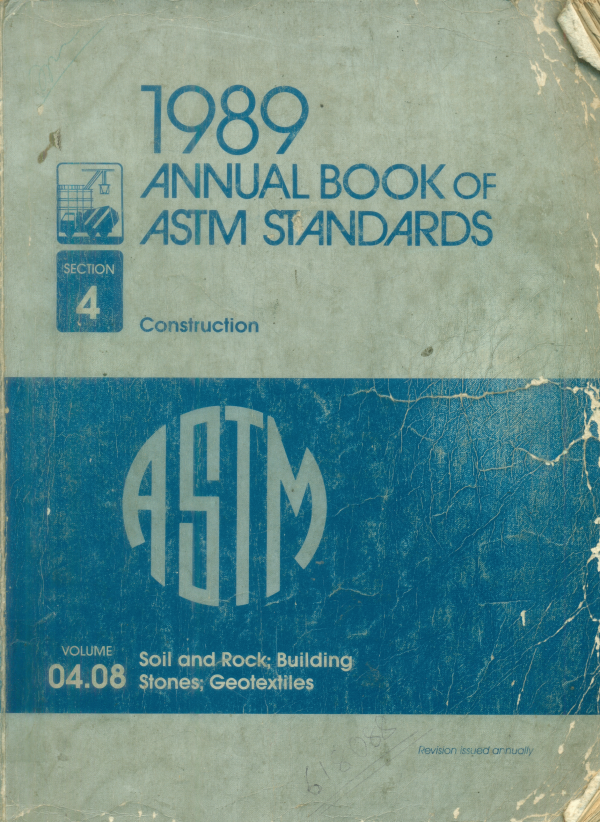 1989
ANNUAL BOOK OF
ASTM STANDARDS
SECTION
4
Construction
ASTM
VOLUME
04.08
Soil and Rock; Building
Stones; Geotextiles
Revision issued annually